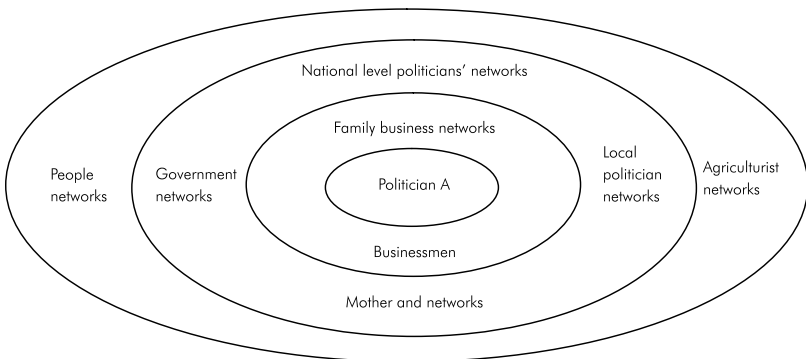 National level politicians' networks
Family business networks
People
networks
Government
networks
Politician A
Local
politician
networks
Agriculturist
networks
Businessmen
Mother and networks